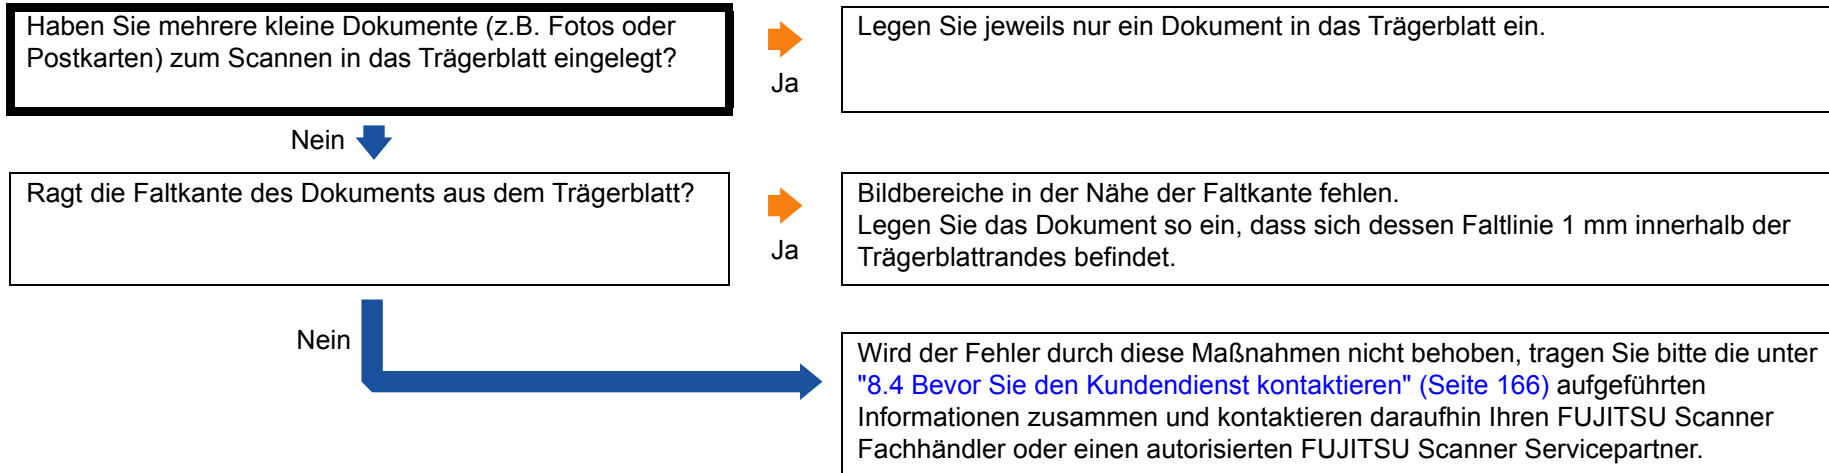 Haben Sie mehrere kleine Dokumente (z.B. Fotos oder
Postkarten) zum Scannen in das Trägerblatt eingelegt?
Ja
Legen Sie jeweils nur ein Dokument in das Trägerblatt ein.
Nein
Ragt die Faltkante des Dokuments aus dem Trägerblatt?
Ja
Bildbereiche in der Nähe der Faltkante fehlen.
Legen Sie das Dokument so ein, dass sich dessen Faltlinie 1 mm innerhalb der
Trägerblattrandes befindet.
Nein
Wird der Fehler durch diese Maßnahmen nicht behoben, tragen Sie bitte die unter
"8.4 Bevor Sie den Kundendienst kontaktieren" (Seite 166) aufgeführten
Informationen zusammen und kontaktieren daraufhin Ihren FUJITSU Scanner
Fachhändler oder einen autorisierten FUJITSU Scanner Servicepartner.